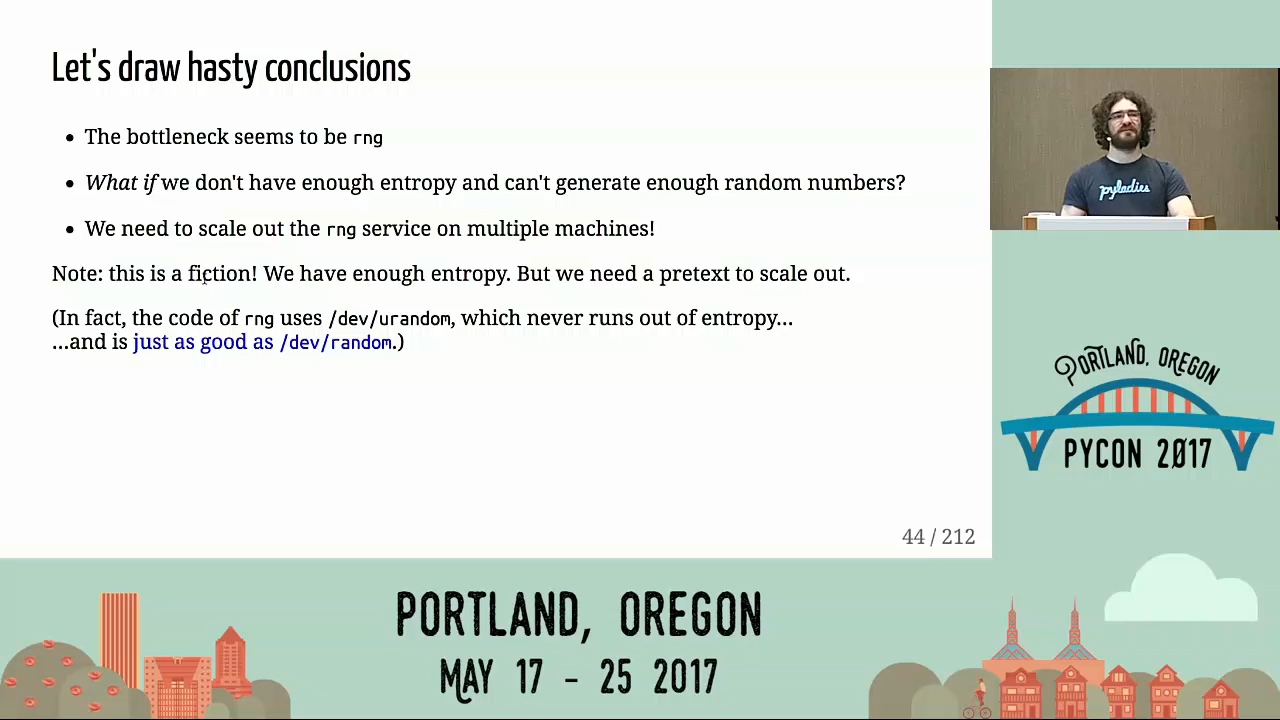 Let's draw hasty conclusions
• The bottleneck seems to be rng
• What if we don't have enough entropy and can't generate enough random numbers?
• We need to scale out the rng service on multiple machines!
Note: this is a fiction! We have enough entropy. But we need a pretext to scale out.
(In fact, the code of rng uses /dev/urandom, which never runs out of entropy...
...and is just as good as /dev/random.)
44 / 212
pyladies
PORTLAND, OREGON
PYCON 2017
PORTLAND, OREGON
MAY 17 - 25 2017